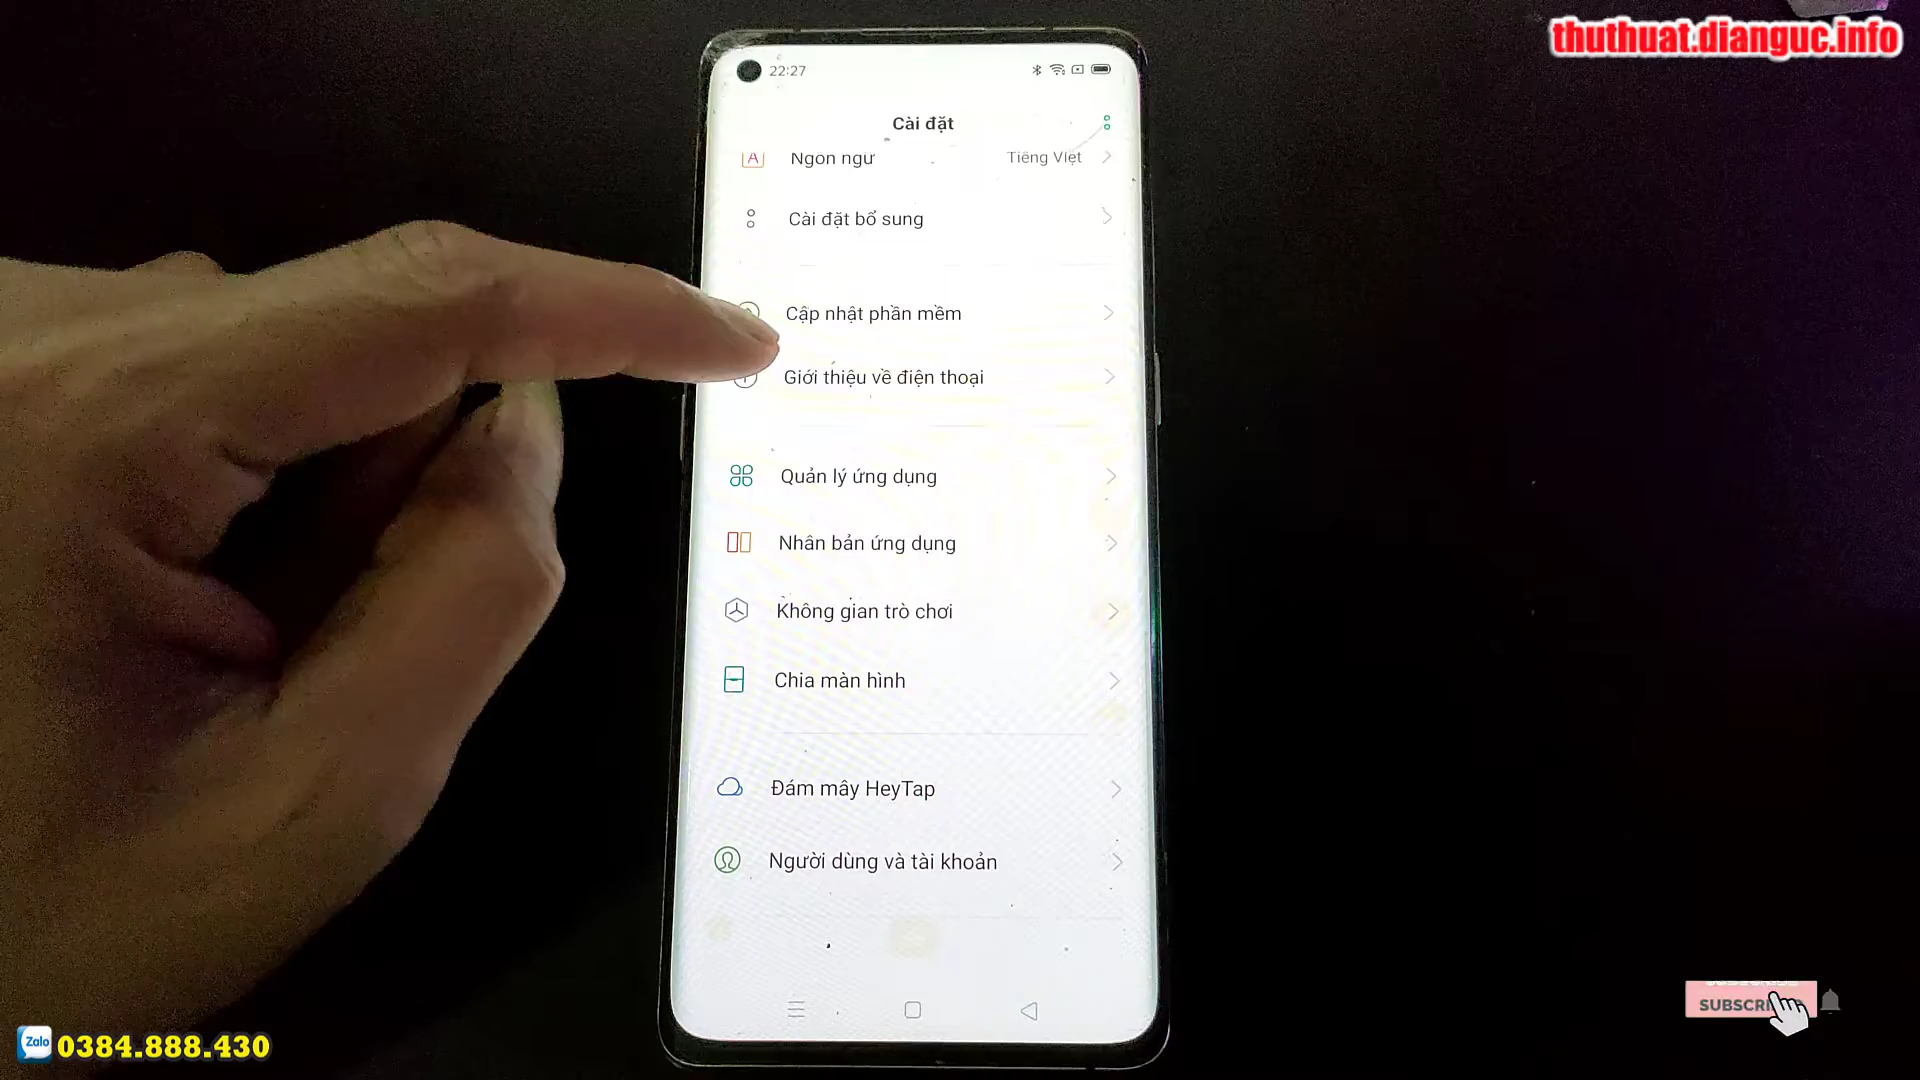 thuthuat.dianguc.info
22:27
Cài đặt
A Ngon ngư Tiếng Việt
Cài đặt bổ sung
Cập nhật phần mềm
Giới thiệu về điện thoại
Quản lý ứng dụng
Nhân bản ứng dụng
Không gian trò chơi
Chia màn hình
Đám mây HeyTap
Người dùng và tài khoản
Zalo 0384.888.430